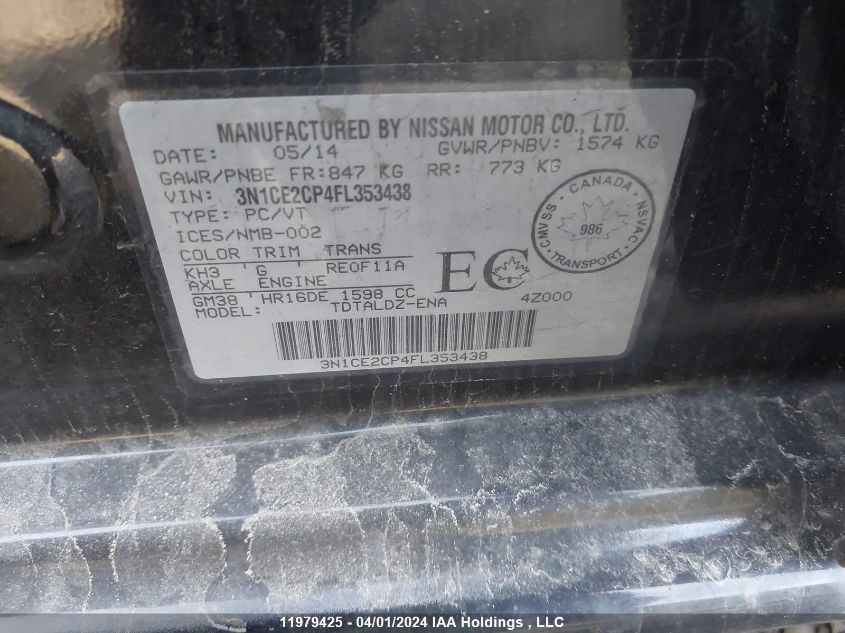 MANUFACTURED BY NISSAN MOTOR CO., LTD.
DATE: 05/14 GVWR/PNBV: 1574 KG
GAWR/PNBE FR:847 KG RR: 773 KG
VIN: 3N1CE2CP4FL353438
TYPE: PC/VT
ICES/NMB-002
COLOR TRIM TRANS
KH3 G RE0F11A
AXLE ENGINE
GM38 HR16DE 1598 CC
MODEL: TDTALDZ-ENA
EC
4Z000
CANADA
CMVSS 986 NSVAC
TRANSPORT
3N1CE2CP4FL353438
11979425 - 04/01/2024 IAA Holdings , LLC